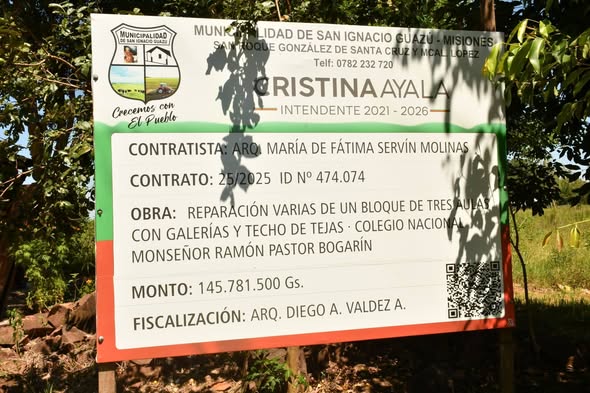 MUNICIPALIDAD
DE SAN IGNACIO GUAZÚ
Crecemos con
El Pueblo
MUNICIPALIDAD DE SAN IGNACIO GUAZÚ - MISIONES
SAN ROQUE GONZÁLEZ DE SANTA CRUZ Y MCAL. LÓPEZ
Telf: 0782 232 720
CRISTINA AYALA
INTENDENTE 2021 - 2026
CONTRATISTA: ARQ. MARÍA DE FÁTIMA SERVÍN MOLINAS
CONTRATO: 25/2025 ID Nº 474.074
OBRA: REPARACIÓN VARIAS DE UN BLOQUE DE TRES AULAS
CON GALERÍAS Y TECHO DE TEJAS · COLEGIO NACIONAL
MONSEÑOR RAMÓN PASTOR BOGARÍN
MONTO: 145.781.500 Gs.
FISCALIZACIÓN: ARQ. DIEGO A. VALDEZ A.